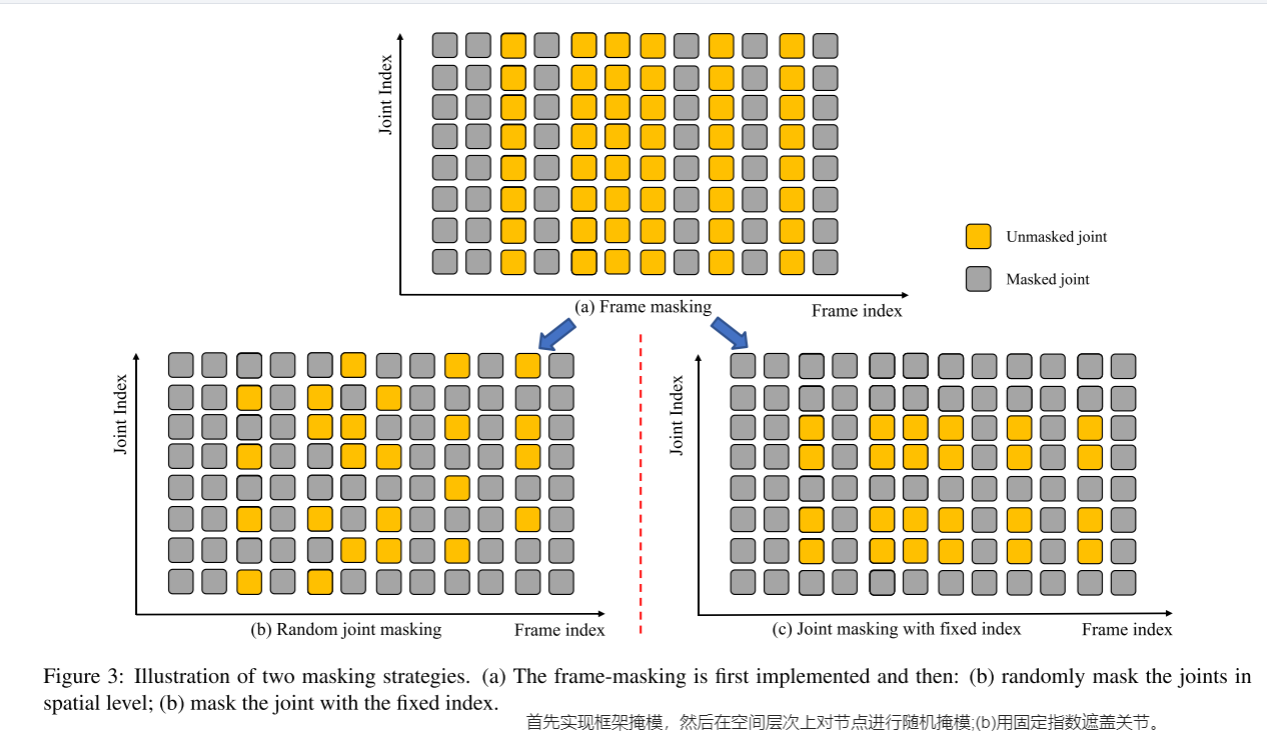 Joint Index
Unmasked joint
Masked joint
(a) Frame masking
Frame index
Joint Index
(b) Random joint masking
Frame index
Joint Index
(c) Joint masking with fixed index
Frame index
Figure 3: Illustration of two masking strategies. (a) The frame-masking is first implemented and then: (b) randomly mask the joints in
spatial level; (b) mask the joint with the fixed index.
首先实现框架掩模，然后在空间层次上对节点进行随机掩模;(b)用固定指数遮盖关节。